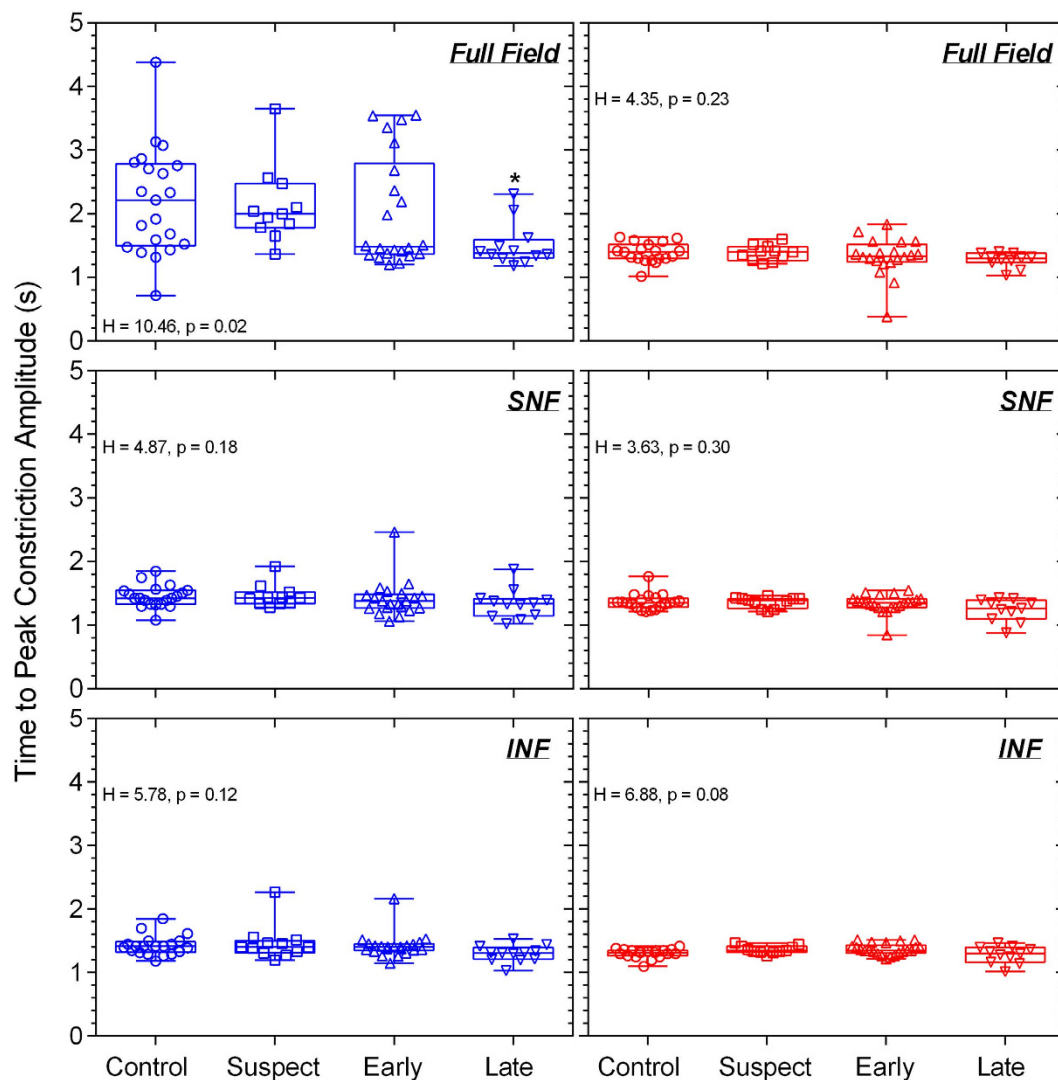 Time to Peak Constriction Amplitude (s)
5
4
3
2
1
0
Full Field
*
H = 10.46, p = 0.02
Full Field
H = 4.35, p = 0.23
5
4
3
2
1
0
SNF
H = 4.87, p = 0.18
SNF
H = 3.63, p = 0.30
5
4
3
2
1
0
INF
H = 5.78, p = 0.12
INF
H = 6.88, p = 0.08
Control Suspect Early Late Control Suspect Early Late